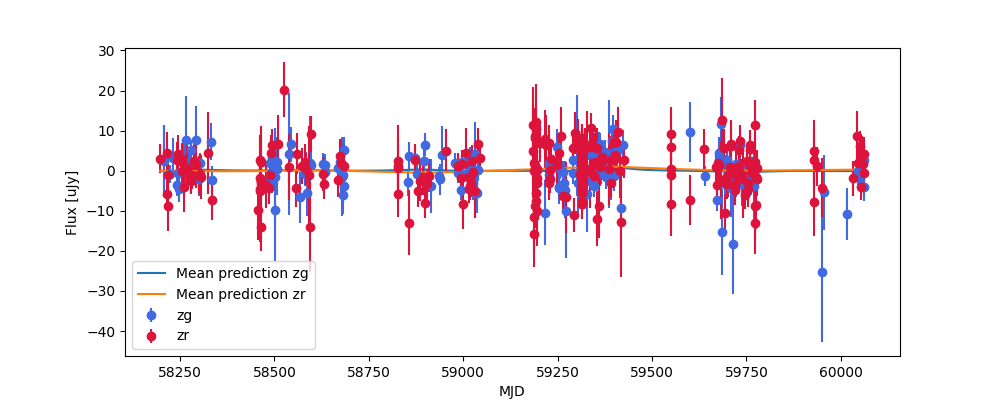 30
20
10
0
−10
−20
−30
−40
Flux [uJy]
Mean prediction zg
Mean prediction zr
zg
zr
58250 58500 58750 59000 59250 59500 59750 60000
MJD